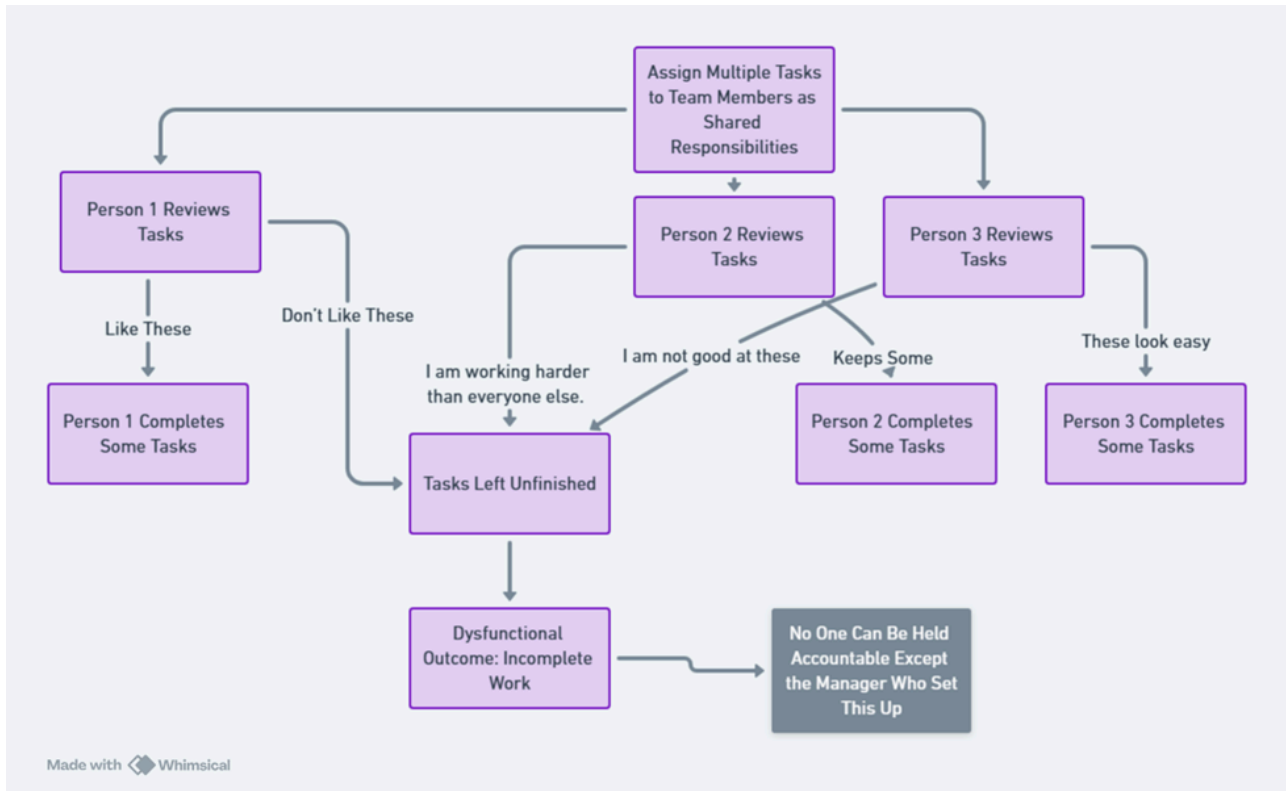 Assign Multiple Tasks
to Team Members as
Shared
Responsibilities
Person 1 Reviews
Tasks
Person 2 Reviews
Tasks
Person 3 Reviews
Tasks
Like These
Don't Like These
I am working harder
than everyone else.
I am not good at these
Keeps Some
These look easy
Person 1 Completes
Some Tasks
Tasks Left Unfinished
Person 2 Completes
Some Tasks
Person 3 Completes
Some Tasks
Dysfunctional
Outcome: Incomplete
Work
No One Can Be Held
Accountable Except
the Manager Who Set
This Up
Made with Whimsical